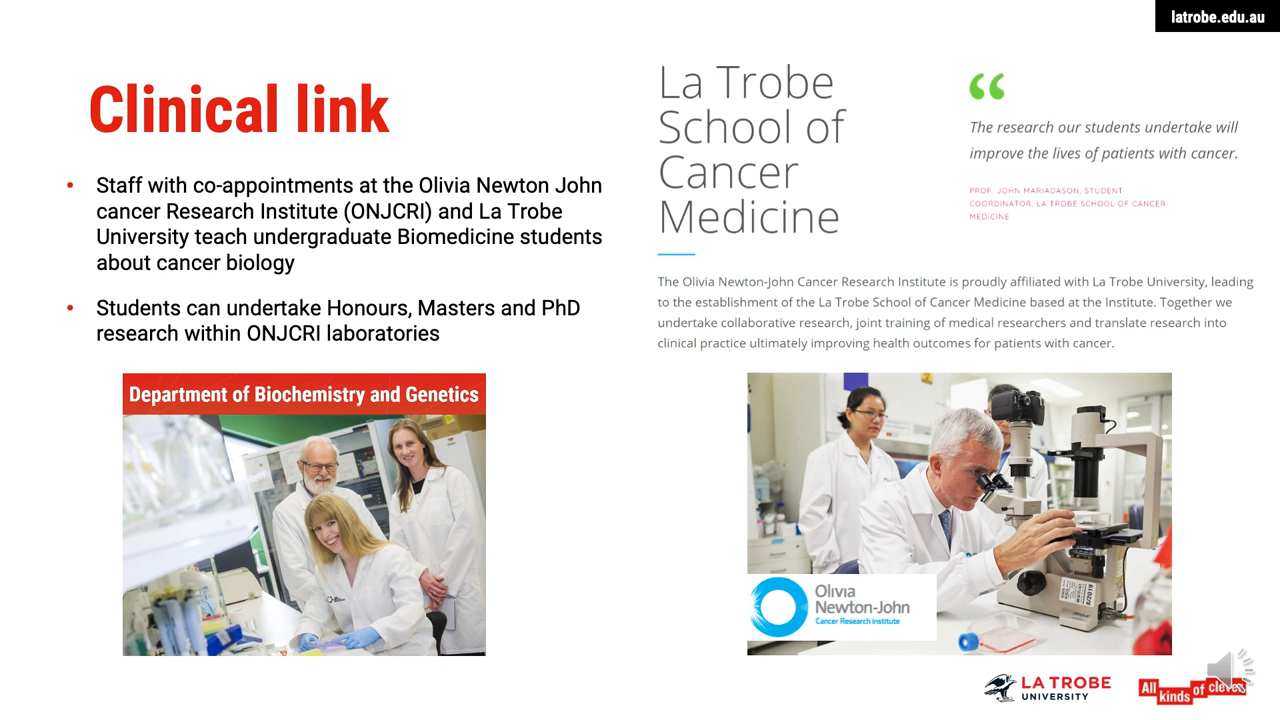 latrobe.edu.au
Clinical link
• Staff with co-appointments at the Olivia Newton John
cancer Research Institute (ONJCRI) and La Trobe
University teach undergraduate Biomedicine students
about cancer biology
• Students can undertake Honours, Masters and PhD
research within ONJCRI laboratories
Department of Biochemistry and Genetics
La Trobe
School of
Cancer
Medicine
“
The research our students undertake will
improve the lives of patients with cancer.
PROF. JOHN MARIADASON, STUDENT
COORDINATOR, LA TROBE SCHOOL OF CANCER
MEDICINE
The Olivia Newton-John Cancer Research Institute is proudly affiliated with La Trobe University, leading
to the establishment of the La Trobe School of Cancer Medicine based at the Institute. Together we
undertake collaborative research, joint training of medical researchers and translate research into
clinical practice ultimately improving health outcomes for patients with cancer.
Olivia
Newton-John
Cancer Research Institute
LA TROBE
UNIVERSITY
All kinds of clever